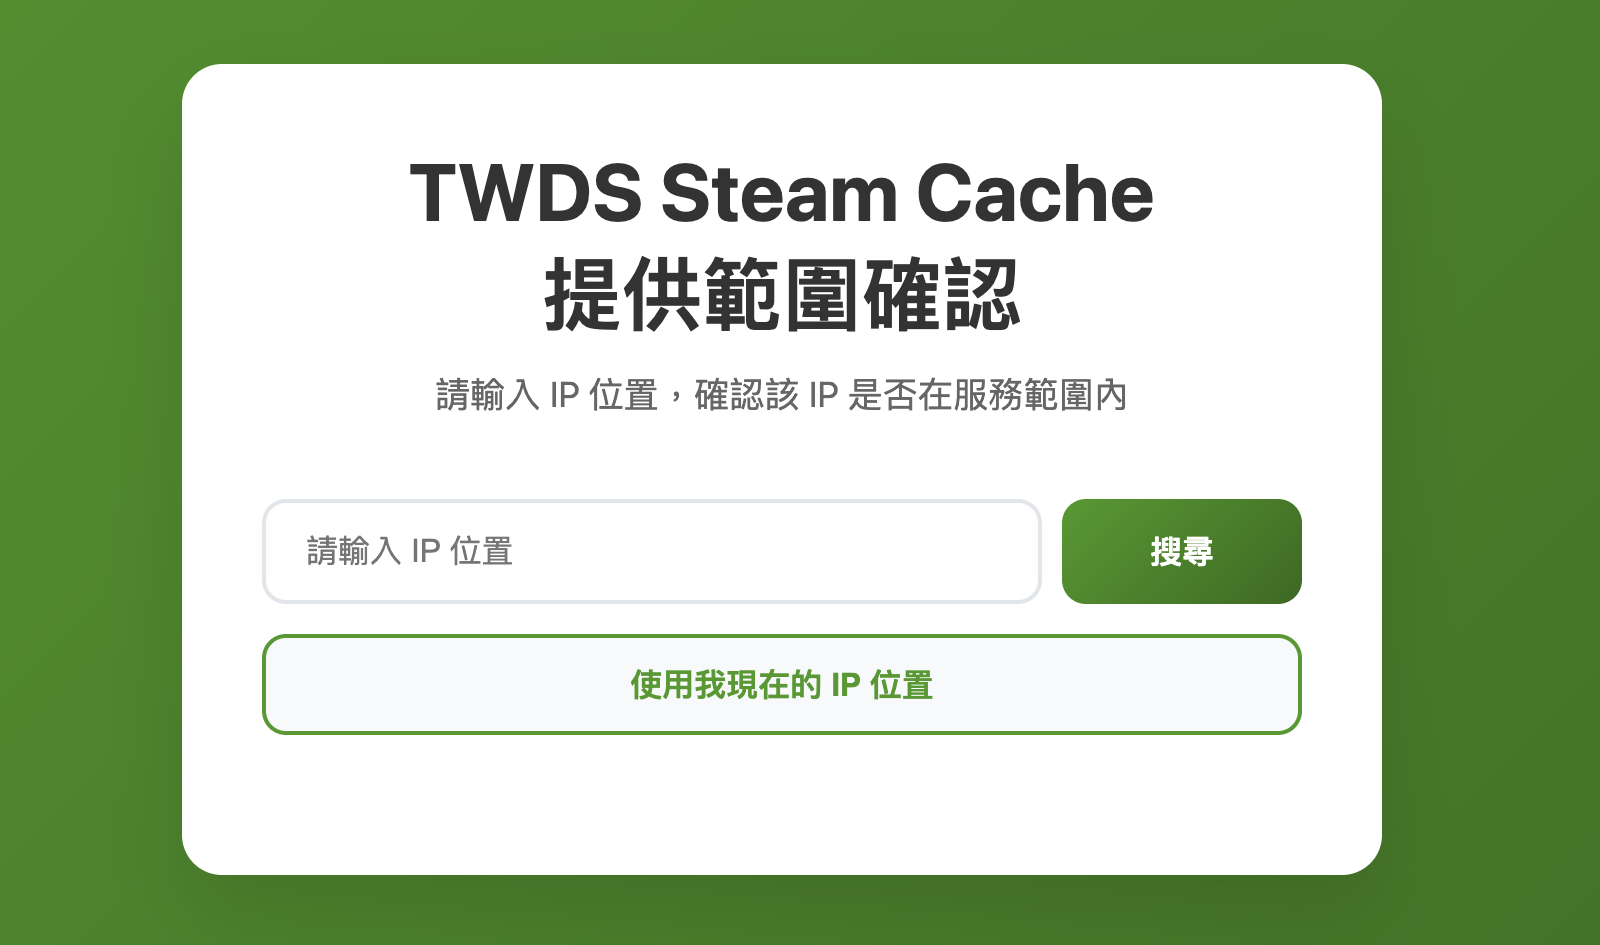 TWDS Steam Cache
提供範圍確認
請輸入 IP 位置，確認該 IP 是否在服務範圍內
請輸入 IP 位置
搜尋
使用我現在的 IP 位置